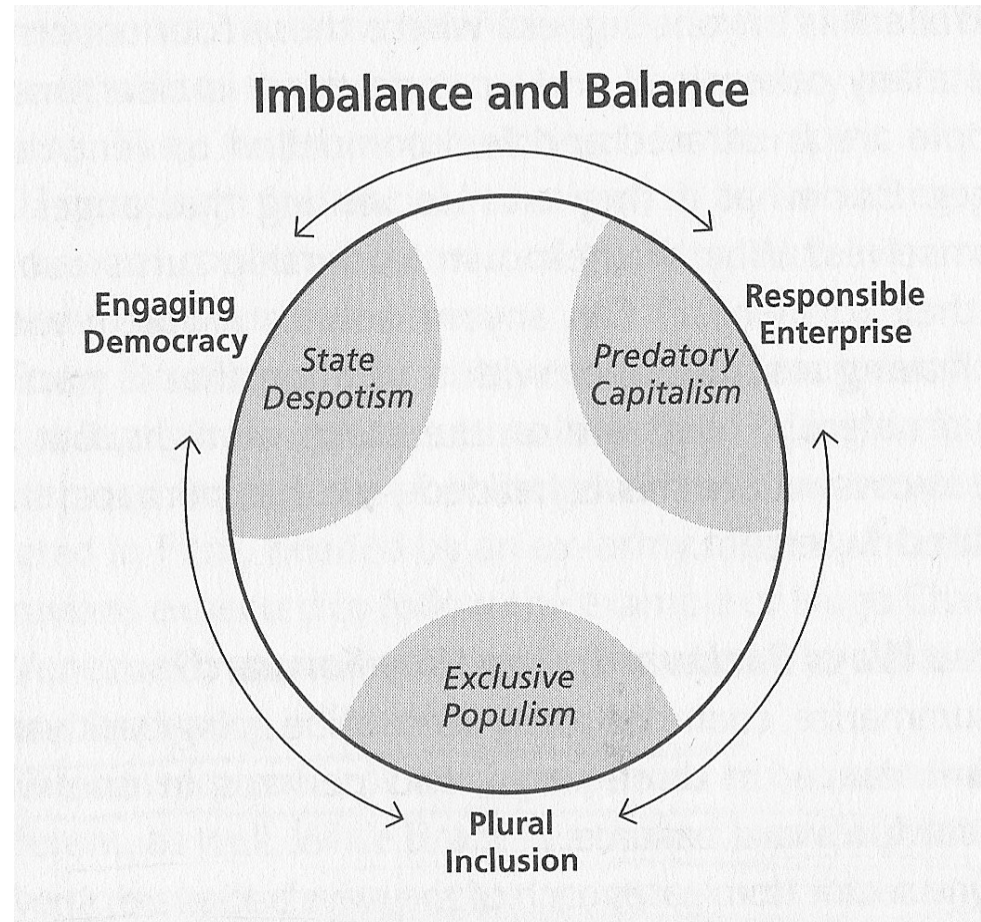 Imbalance and Balance
Engaging
Democracy
State
Despotism
Predatory
Capitalism
Responsible
Enterprise
Exclusive
Populism
Plural
Inclusion